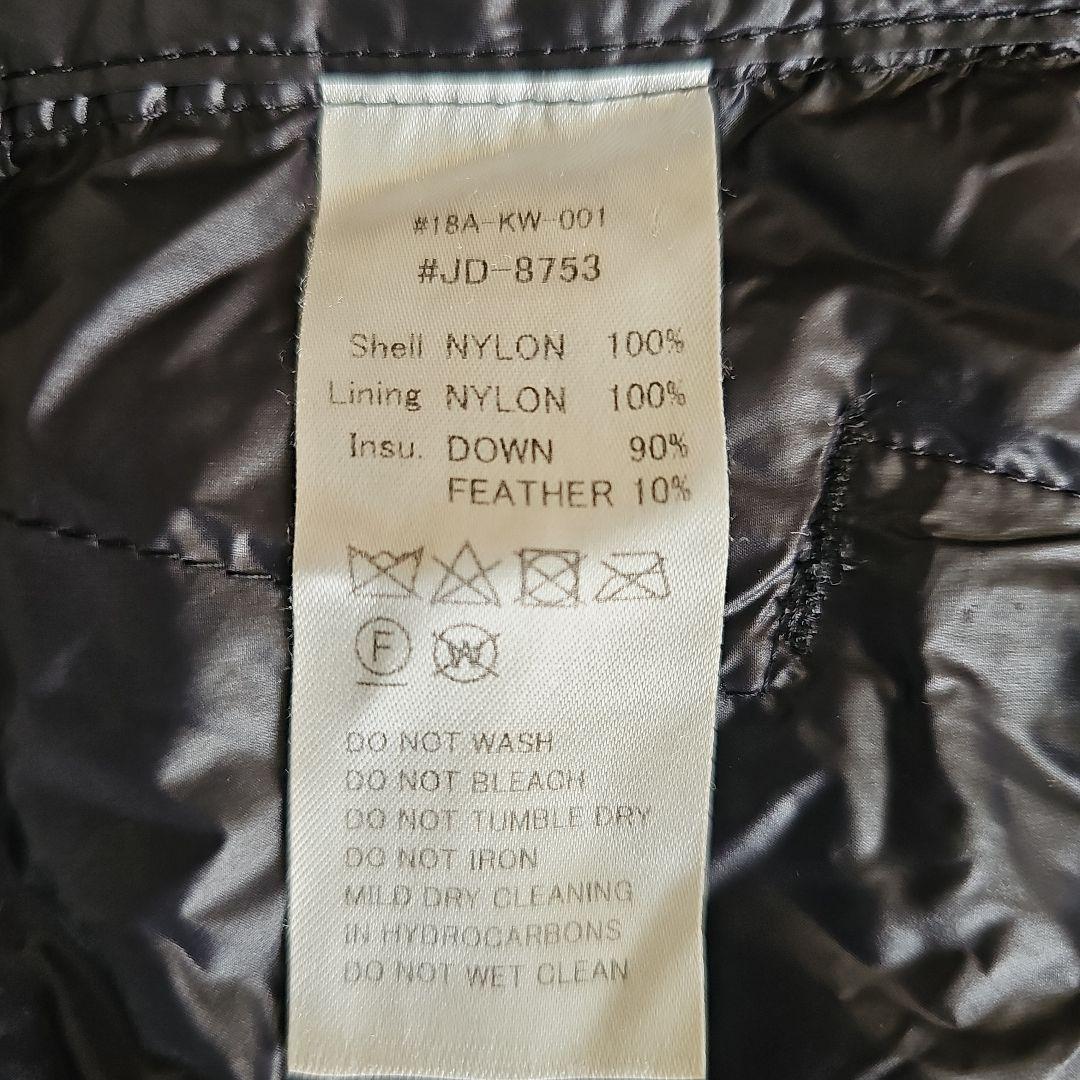 #18A-KW-001
#JD-8753
Shell NYLON 100%
Lining NYLON 100%
Insu. DOWN 90%
FEATHER 10%
F W
DO NOT WASH
DO NOT BLEACH
DO NOT TUMBLE DRY
DO NOT IRON
MILD DRY CLEANING
IN HYDROCARBONS
DO NOT WET CLEAN